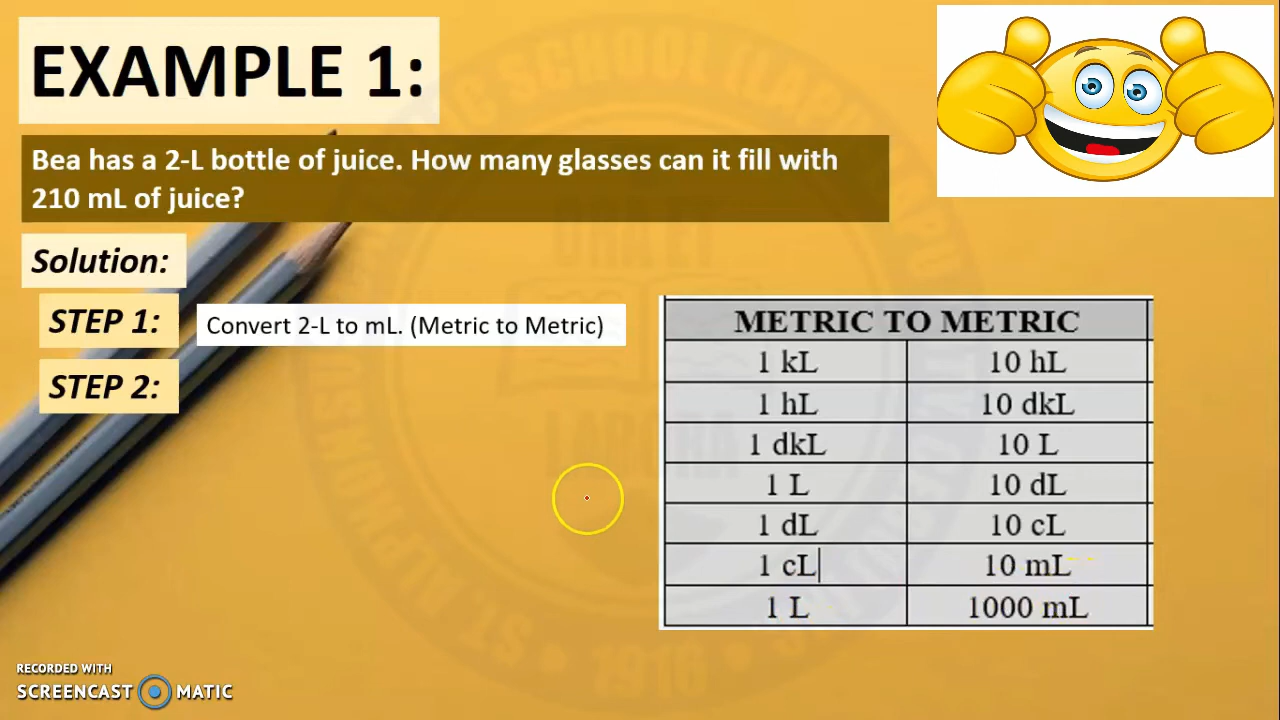 EXAMPLE 1:
Bea has a 2-L bottle of juice. How many glasses can it fill with
210 mL of juice?
Solution:
STEP 1: Convert 2-L to mL. (Metric to Metric)
STEP 2:
METRIC TO METRIC
1 kL 10 hL
1 hL 10 dkL
1 dkL 10 L
1 L 10 dL
1 dL 10 cL
1 cL 10 mL
1 L 1000 mL
1916
RECORDED WITH
SCREENCAST MATIC